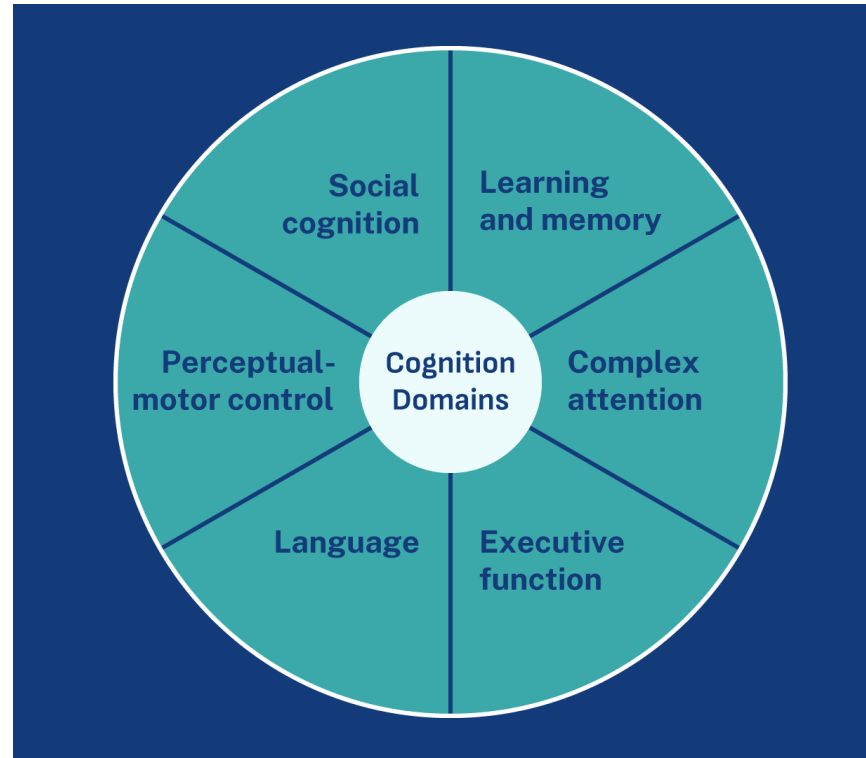 Social
cognition
Learning
and memory
Perceptual-
motor control
Cognition
Domains
Complex
attention
Language
Executive
function